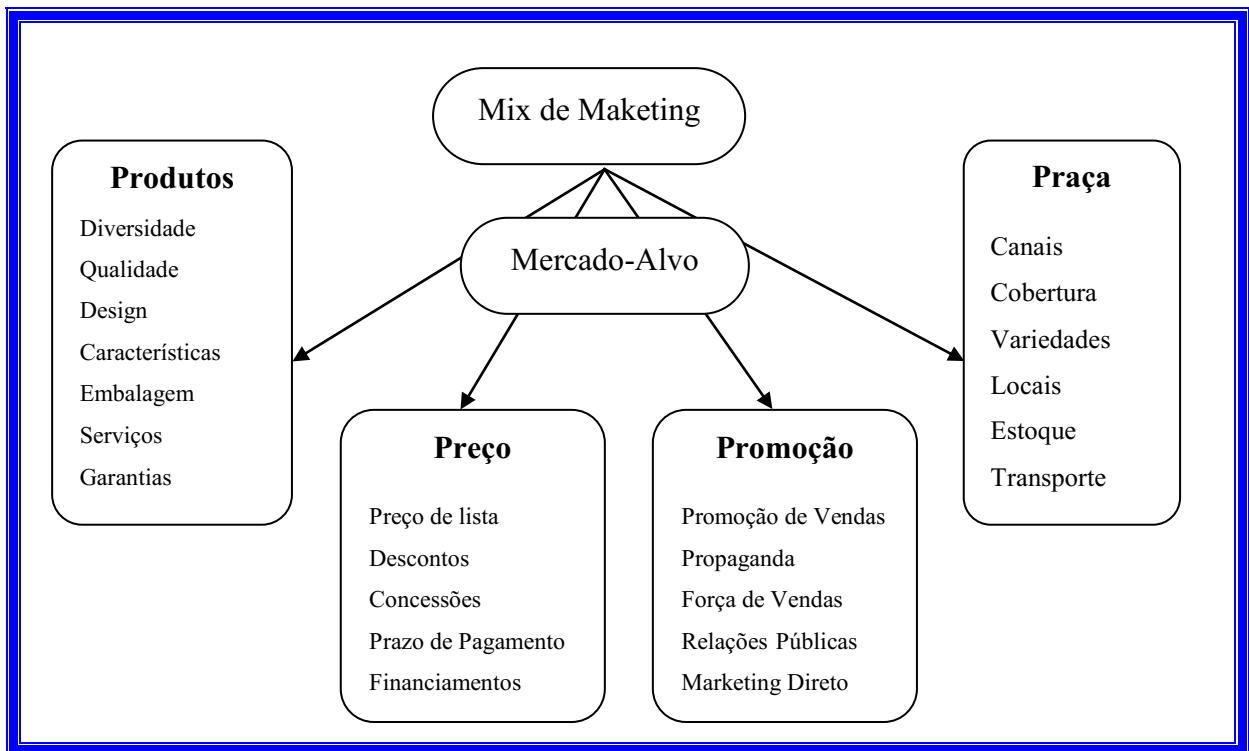 Mix de Maketing
Mercado-Alvo
Produtos
Diversidade
Qualidade
Design
Característícas
Embalagem
Serviços
Garantias
Preço
Preço de lista
Descontos
Concessões
Prazo de Pagamento
Financiamentos
Promoção
Promoção de Vendas
Propaganda
Força de Vendas
Relações Públicas
Marketing Direto
Praça
Canais
Cobertura
Variedades
Locais
Estoque
Transporte